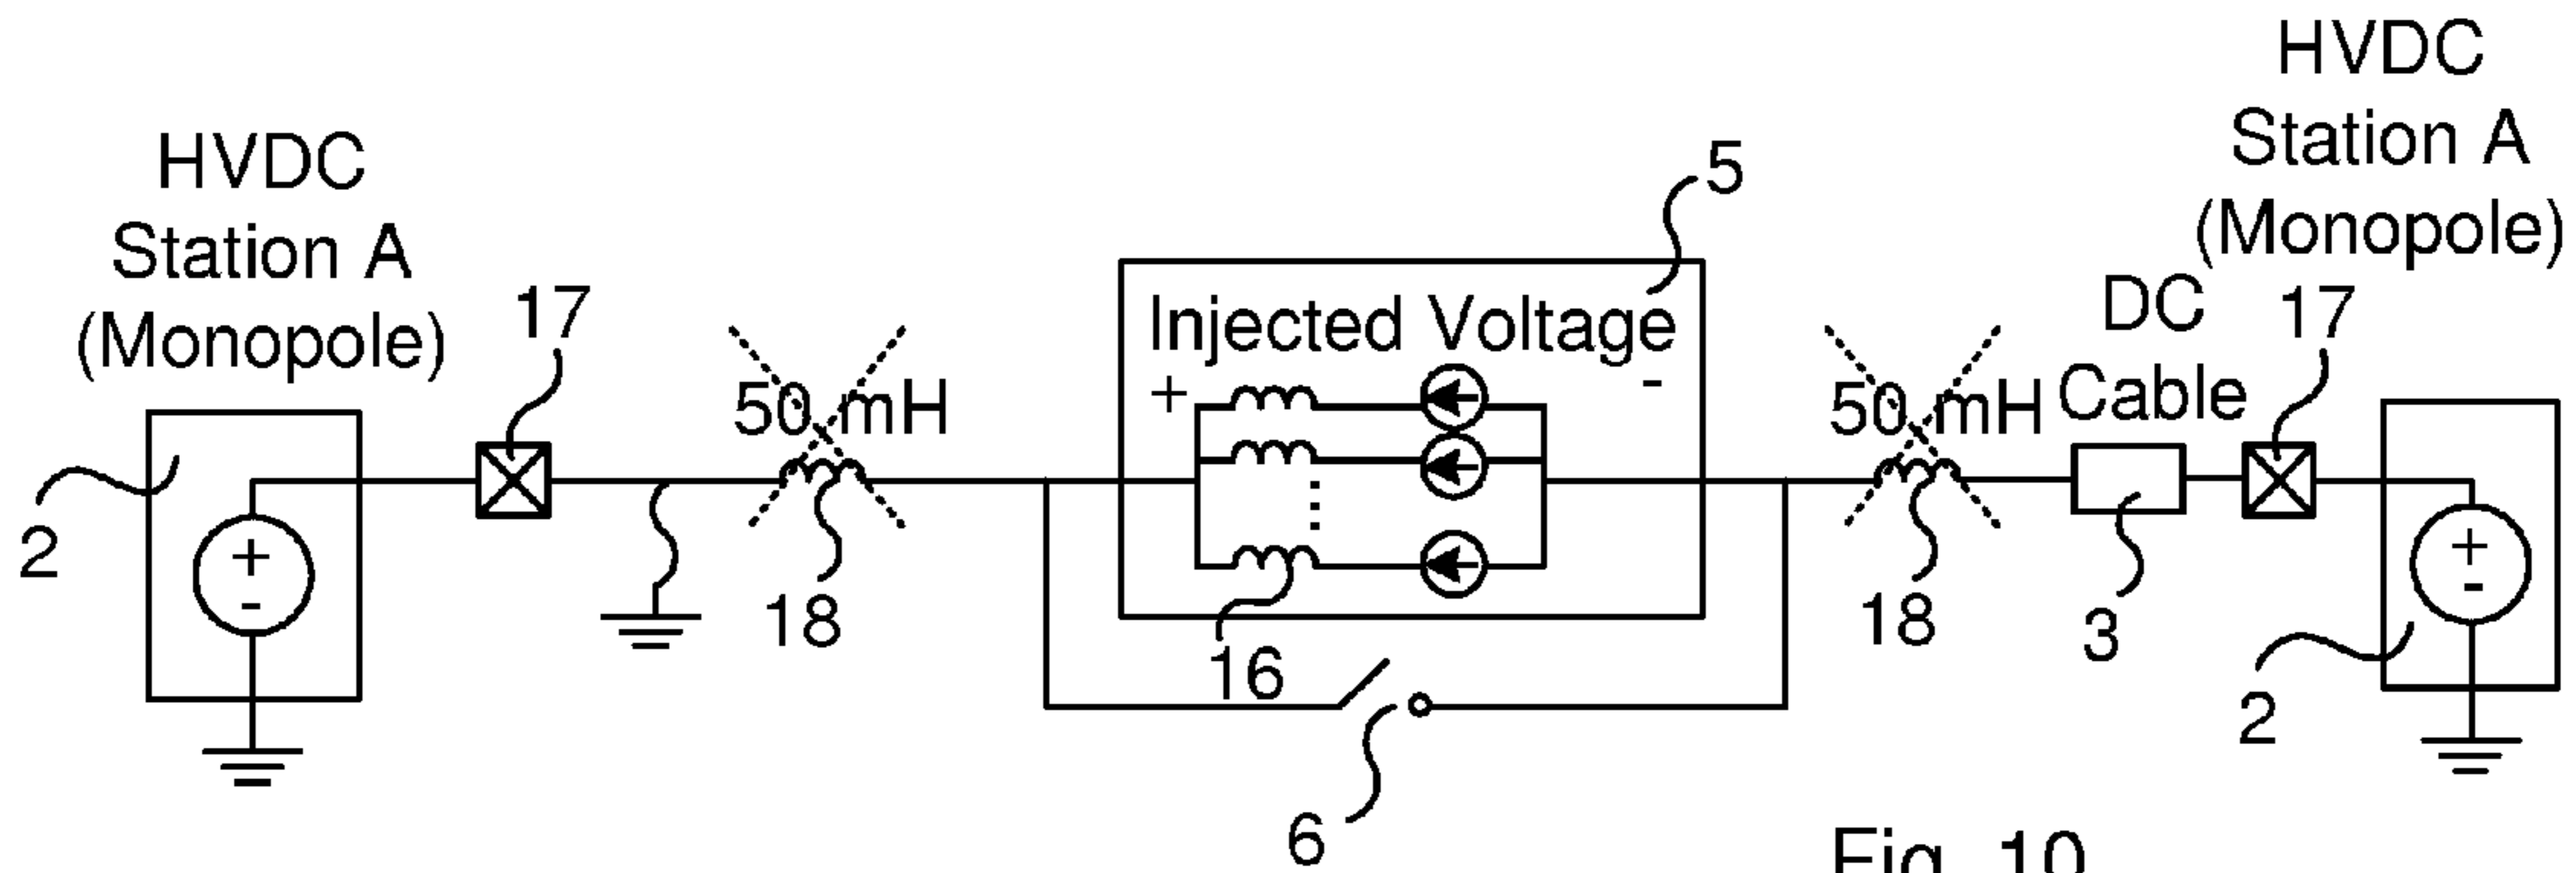 HVDC
Station A
(Monopole)
17
2
50 mH
18
5
Injected Voltage
+
-
16
6
50 mH
18
DC
Cable
3
HVDC
Station A
(Monopole)
17
2
+
-
+
-
Fig. 10